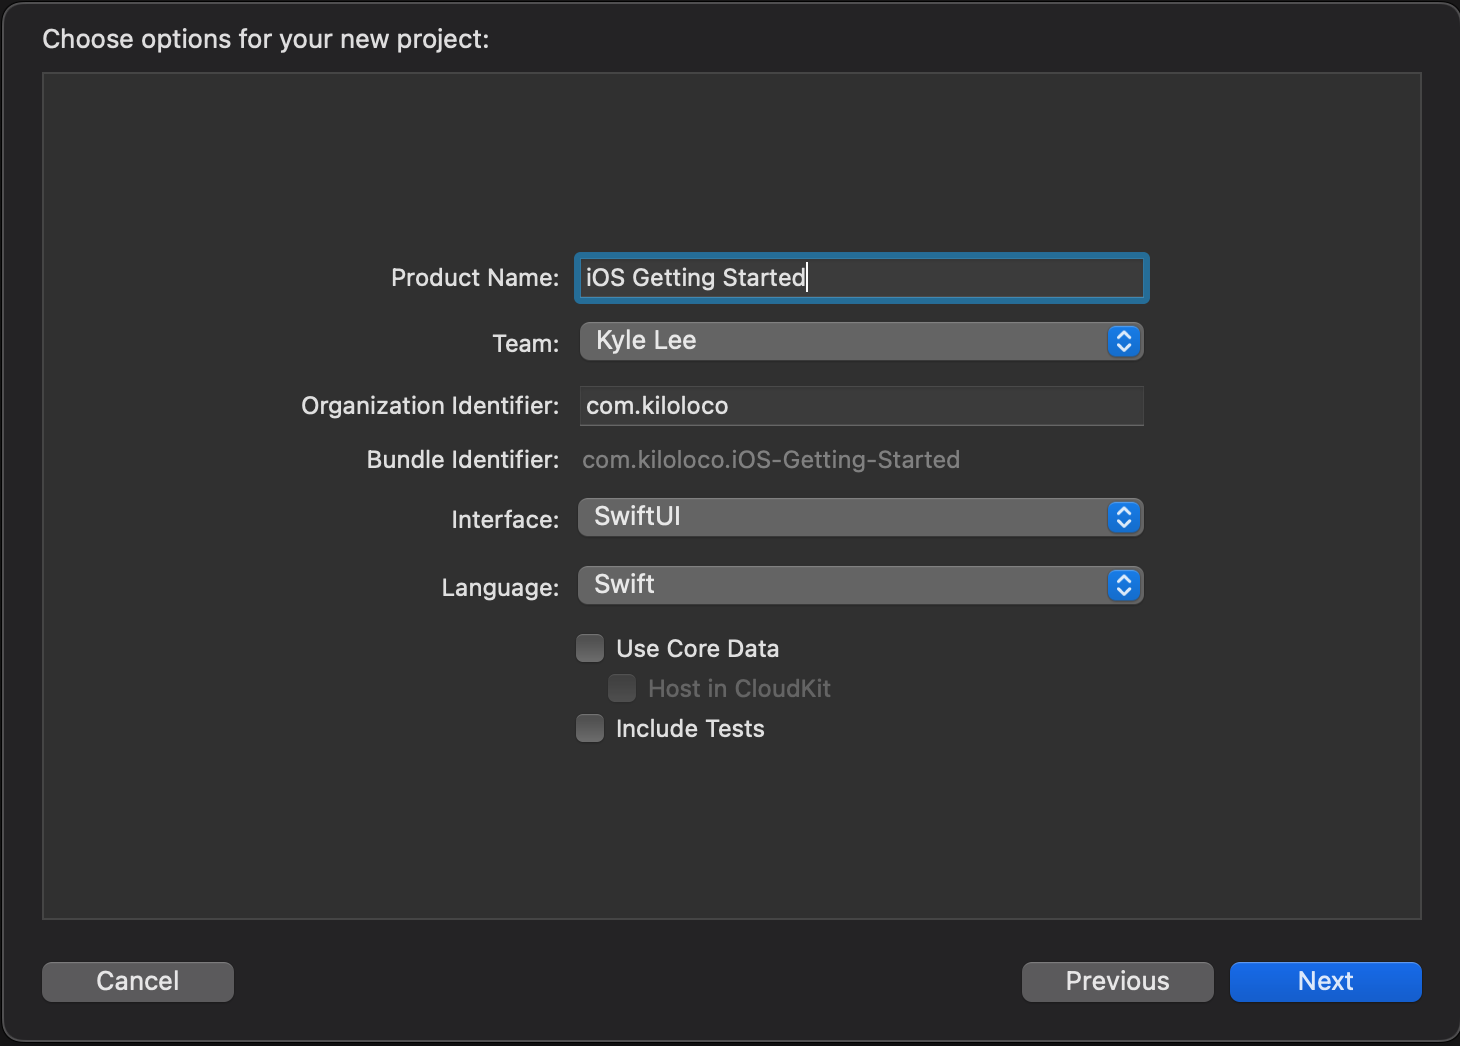 Choose options for your new project:
Product Name: iOS Getting Started
Team: Kyle Lee
Organization Identifier: com.kiloloco
Bundle Identifier: com.kiloloco.iOS-Getting-Started
Interface: SwiftUI
Language: Swift
Use Core Data
Host in CloudKit
Include Tests
Cancel Previous Next